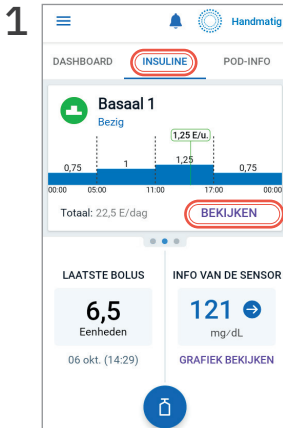 1
Handmatig
DASHBOARD INSULINE POD-INFO
Basaal 1
Bezig
1,25 E/u.
0,75 1 1,25 0,75
00:00 05:00 11:00 17:00 00:00
Totaal: 22,5 E/dag BEKIJKEN
LAATSTE BOLUS
6,5
Eenheden
06 okt. (14:29)
INFO VAN DE SENSOR
121
mg/dL
GRAFIEK BEKIJKEN